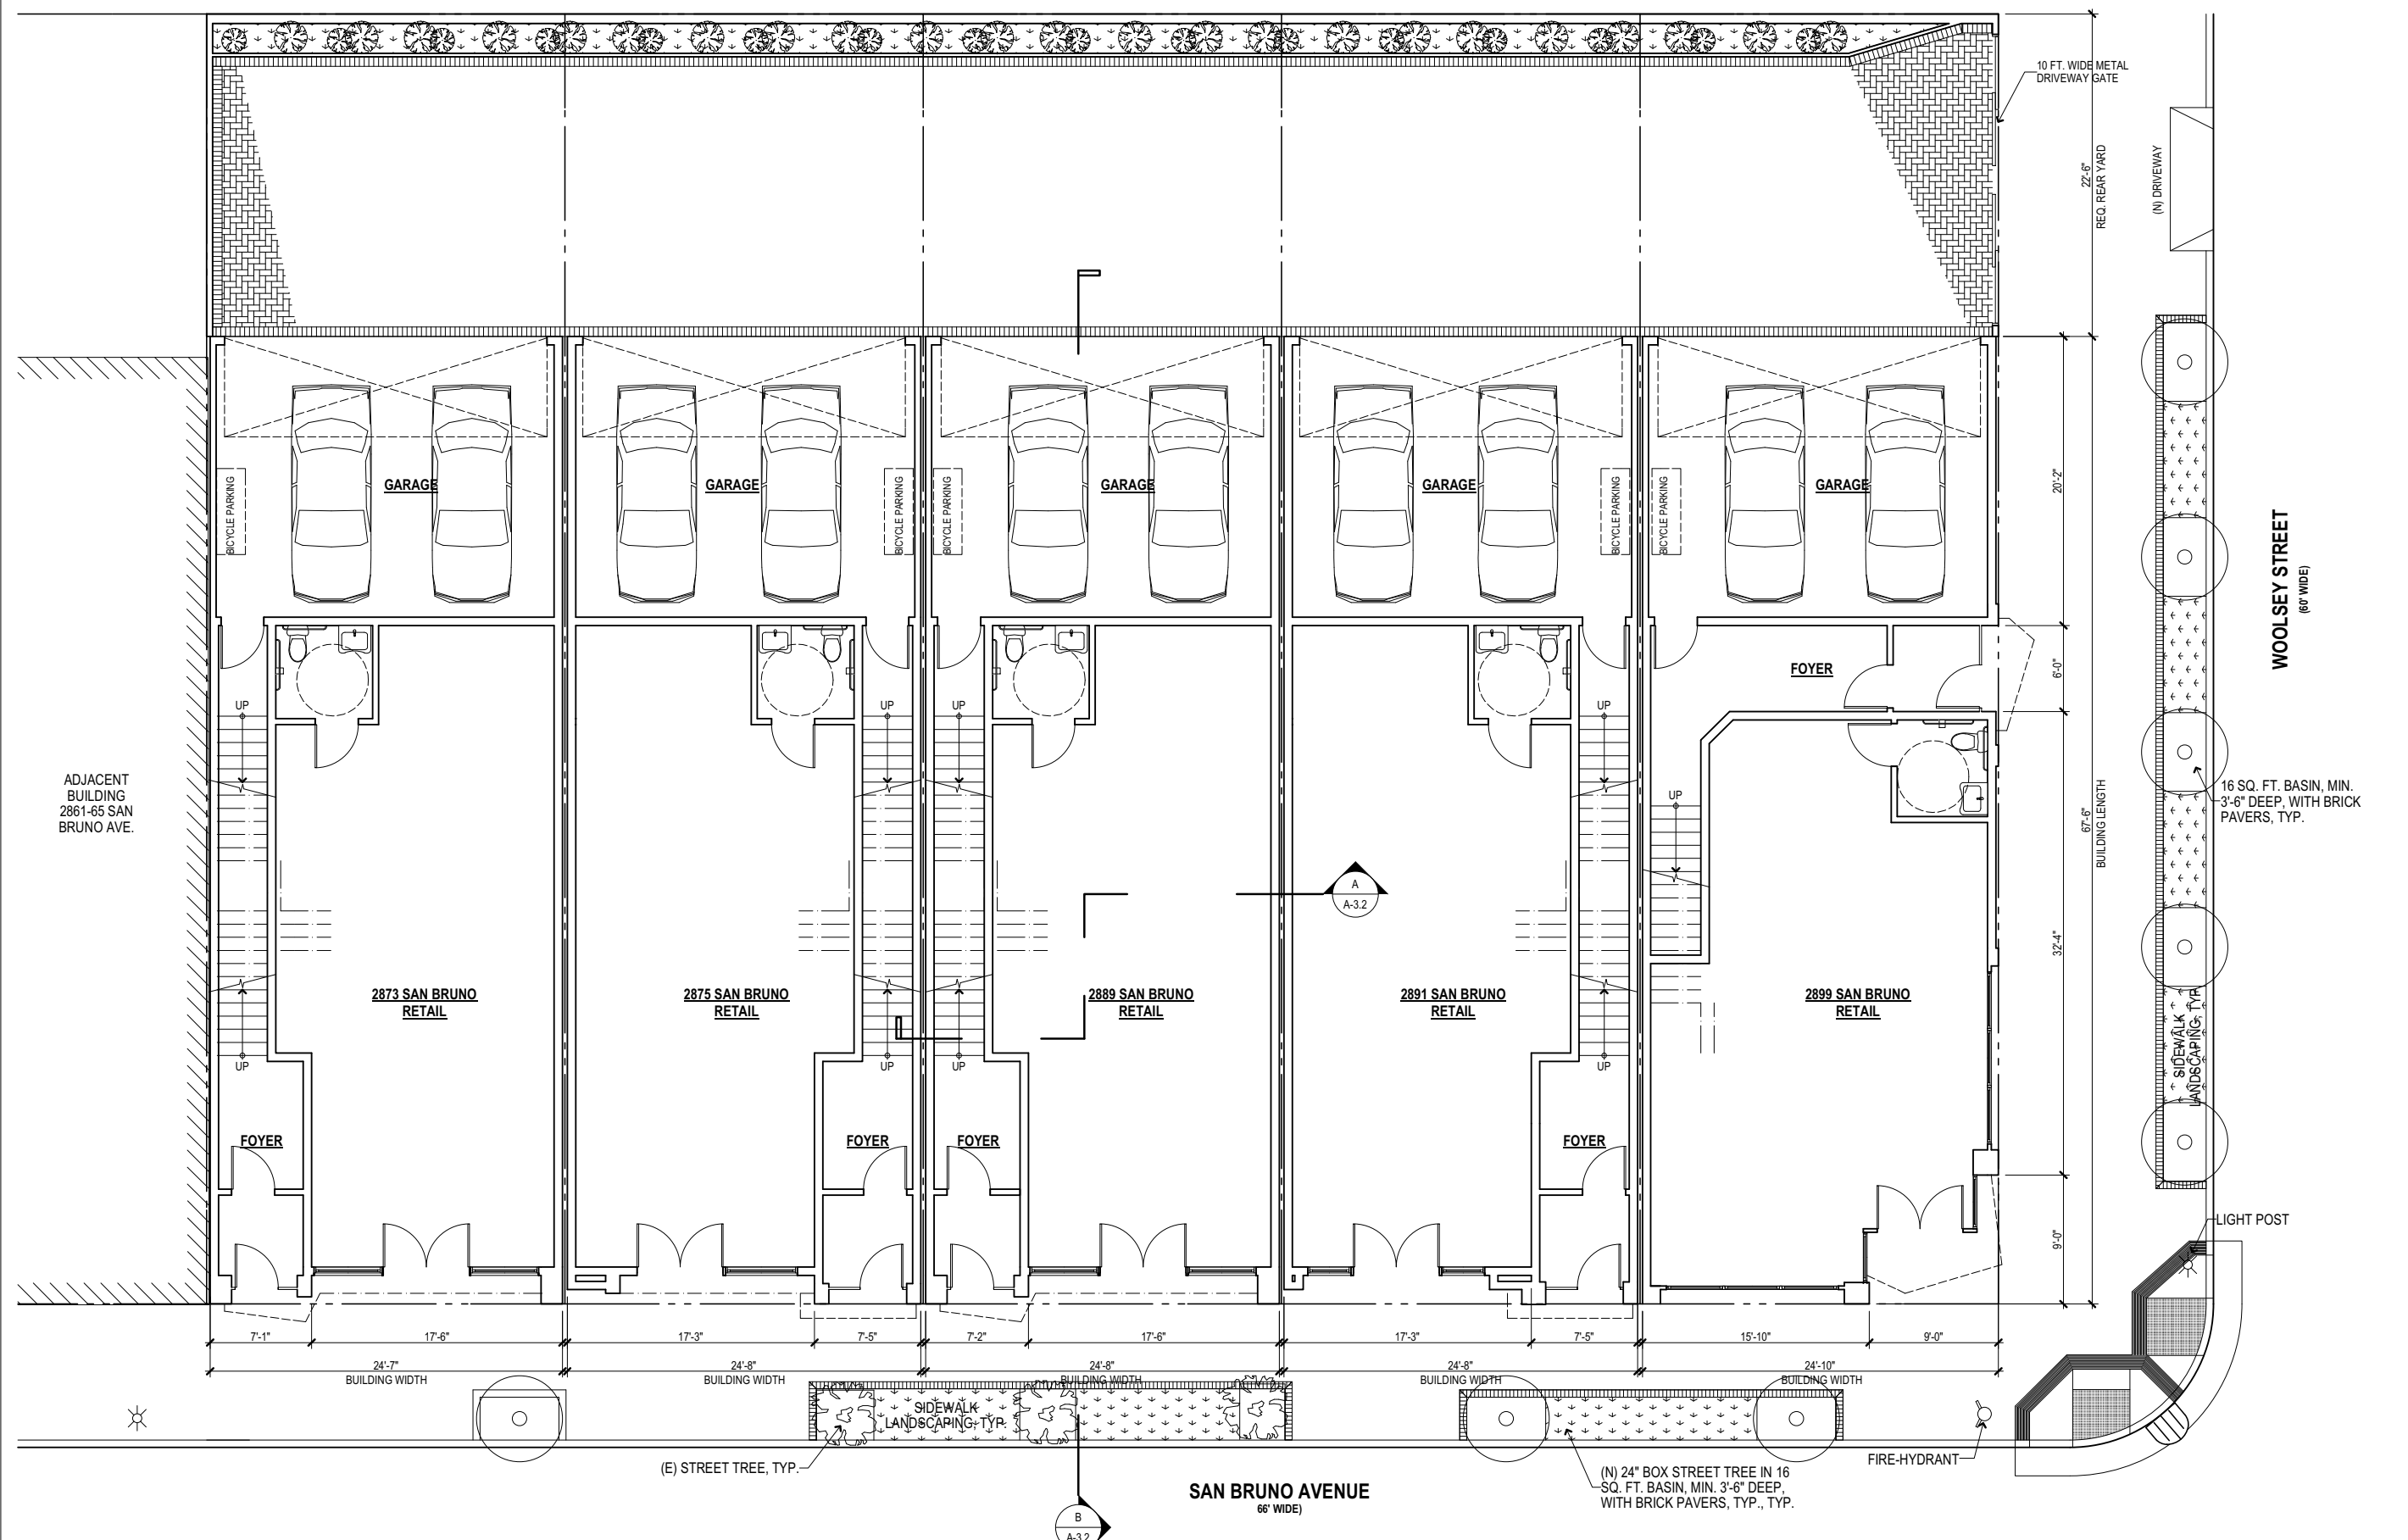 10 FT. WIDE METAL
DRIVEWAY GATE
22'-6"
REQ. REAR YARD
(N) DRIVEWAY
GARAGE
GARAGE
GARAGE
GARAGE
GARAGE
BICYCLE PARKING
BICYCLE PARKING
BICYCLE PARKING
BICYCLE PARKING
BICYCLE PARKING
20'-2"
WOOLSEY STREET
(60' WIDE)
FOYER
6'-0"
UP
UP
UP
UP
UP
ADJACENT
BUILDING
2861-65 SAN
BRUNO AVE.
67'-6"
BUILDING LENGTH
16 SQ. FT. BASIN, MIN.
3'-6" DEEP, WITH BRICK
PAVERS, TYP.
A
A-3.2
32'-4"
2873 SAN BRUNO
RETAIL
2875 SAN BRUNO
RETAIL
2889 SAN BRUNO
RETAIL
2891 SAN BRUNO
RETAIL
2899 SAN BRUNO
RETAIL
SIDEWALK
LANDSCAPING, TYP.
UP
UP
UP
UP
FOYER
FOYER
FOYER
FOYER
9'-0"
LIGHT POST
7'-1"
17'-6"
17'-3"
7'-5"
7'-2"
17'-6"
17'-3"
7'-5"
15'-10"
9'-0"
24'-7"
BUILDING WIDTH
24'-8"
BUILDING WIDTH
24'-8"
BUILDING WIDTH
24'-8"
BUILDING WIDTH
24'-10"
BUILDING WIDTH
SIDEWALK
LANDSCAPING, TYP.
(E) STREET TREE, TYP.
FIRE-HYDRANT
(N) 24" BOX STREET TREE IN 16
SQ. FT. BASIN, MIN. 3'-6" DEEP,
WITH BRICK PAVERS, TYP., TYP.
SAN BRUNO AVENUE
66' WIDE)
B
A-3.2